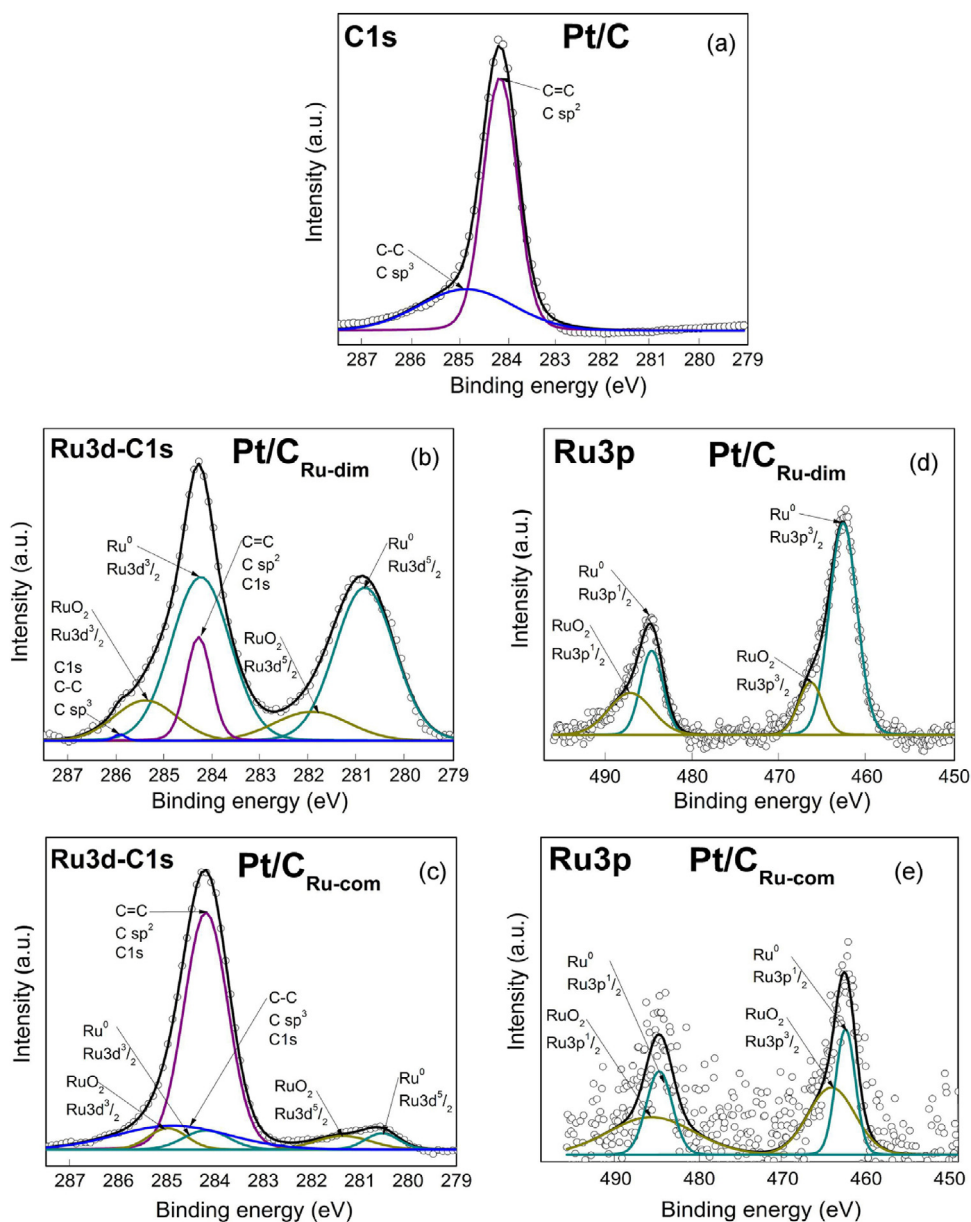 C1s
Pt/C
(a)
C=C
C sp²
C-C
C sp³
Intensity (a.u.)
287 286 285 284 283 282 281 280 279
Binding energy (eV)
Ru3d-C1s
Pt/C Ru-dim
(b)
Ru⁰
Ru3d³/₂
C=C
C sp²
C1s
Ru⁰
Ru3d⁵/₂
RuO₂
Ru3d³/₂
RuO₂
Ru3d⁵/₂
C1s
C-C
C sp³
Intensity (a.u.)
287 286 285 284 283 282 281 280 279
Binding energy (eV)
Ru3p
Pt/C Ru-dim
(d)
Ru⁰
Ru3p³/₂
Ru⁰
Ru3p¹/₂
RuO₂
Ru3p¹/₂
RuO₂
Ru3p³/₂
Intensity (a.u.)
490 480 470 460 450
Binding energy (eV)
Ru3d-C1s
Pt/C Ru-com
(c)
C=C
C sp²
C1s
C-C
C sp³
C1s
Ru⁰
Ru3d³/₂
RuO₂
Ru3d³/₂
RuO₂
Ru3d⁵/₂
Ru⁰
Ru3d⁵/₂
Intensity (a.u.)
287 286 285 284 283 282 281 280 279
Binding energy (eV)
Ru3p
Pt/C Ru-com
(e)
Ru⁰
Ru3p¹/₂
Ru⁰
Ru3p¹/₂
RuO₂
Ru3p¹/₂
RuO₂
Ru3p³/₂
Intensity (a.u.)
490 480 470 460 450
Binding energy (eV)